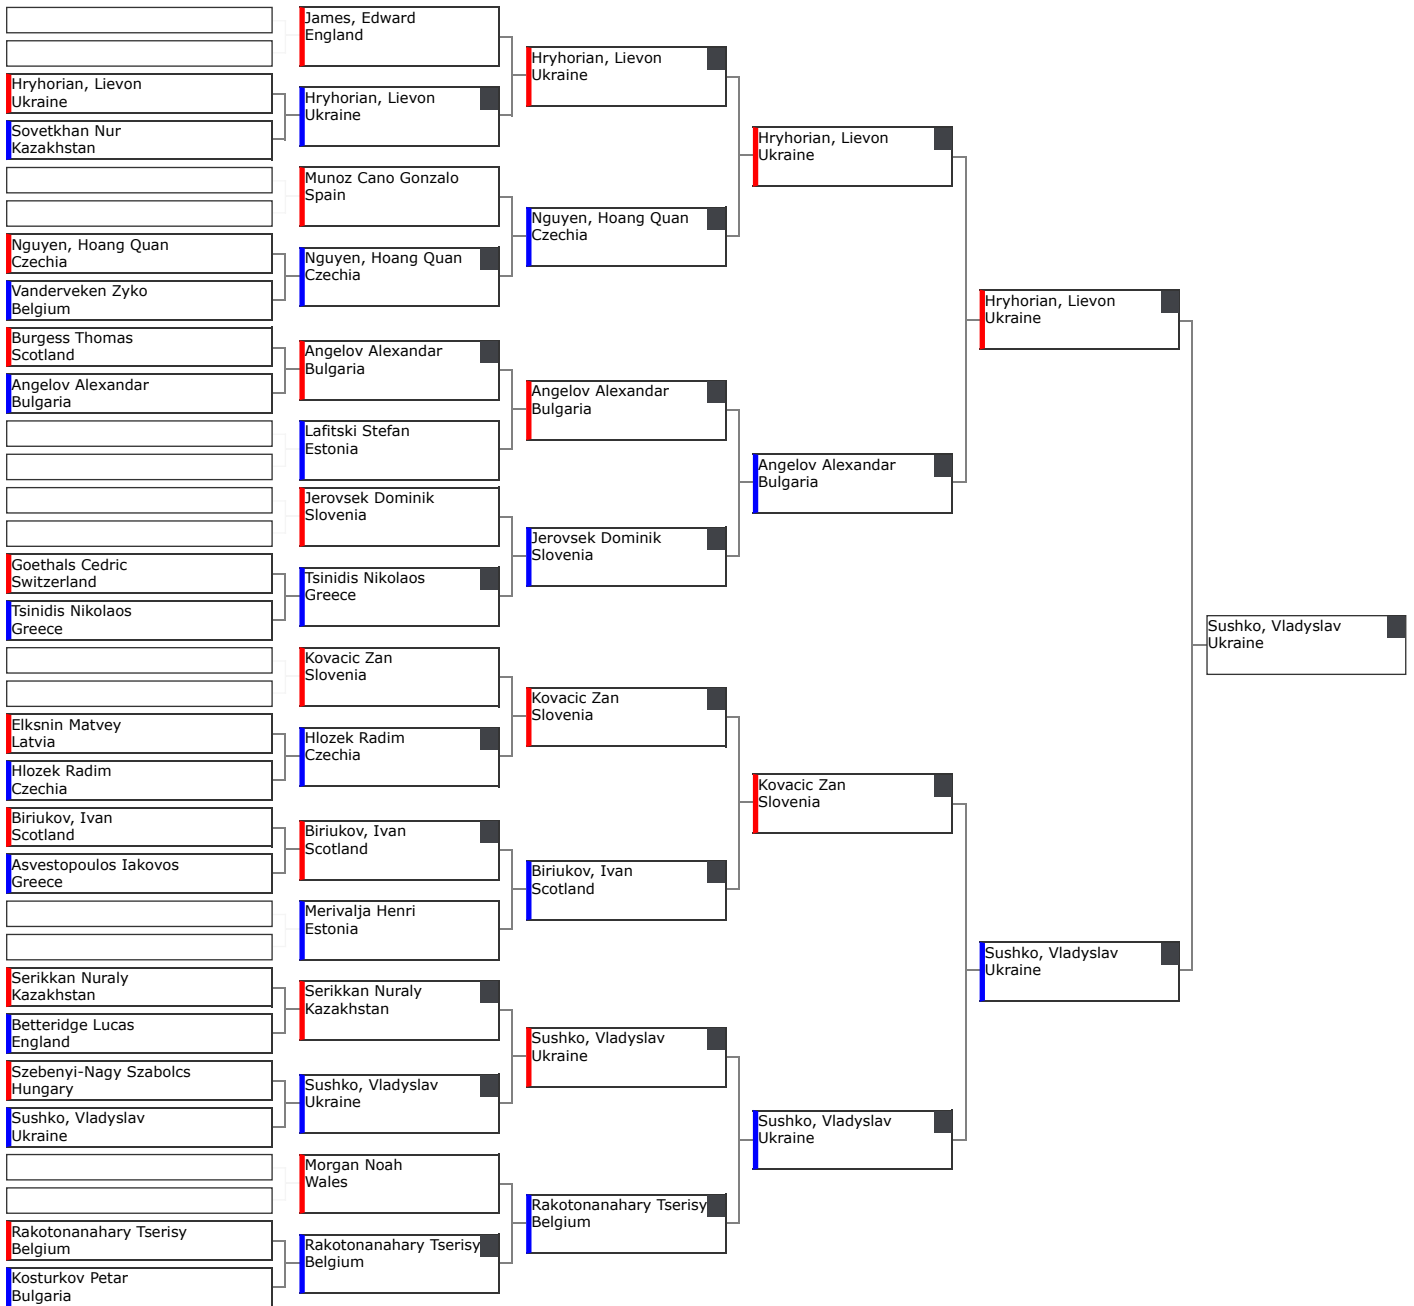 Hryhorian, Lievon
Ukraine
Sovetkhan Nur
Kazakhstan
Nguyen, Hoang Quan
Czechia
Vanderveken Zyko
Belgium
Burgess Thomas
Scotland
Angelov Alexandar
Bulgaria
Goethals Cedric
Switzerland
Tsinidis Nikolaos
Greece
Elksnin Matvey
Latvia
Hlozek Radim
Czechia
Biriukov, Ivan
Scotland
Asvestopoulos Iakovos
Greece
Serikkan Nuraly
Kazakhstan
Betteridge Lucas
England
Szebenyi-Nagy Szabolcs
Hungary
Sushko, Vladyslav
Ukraine
Rakotonanahary Tserisy
Belgium
Kosturkov Petar
Bulgaria
James, Edward
England
Hryhorian, Lievon
Ukraine
Munoz Cano Gonzalo
Spain
Nguyen, Hoang Quan
Czechia
Angelov Alexandar
Bulgaria
Lafitski Stefan
Estonia
Jerovsek Dominik
Slovenia
Tsinidis Nikolaos
Greece
Kovacic Zan
Slovenia
Hlozek Radim
Czechia
Biriukov, Ivan
Scotland
Merivalja Henri
Estonia
Serikkan Nuraly
Kazakhstan
Sushko, Vladyslav
Ukraine
Morgan Noah
Wales
Rakotonanahary Tserisy
Belgium
Hryhorian, Lievon
Ukraine
Nguyen, Hoang Quan
Czechia
Angelov Alexandar
Bulgaria
Jerovsek Dominik
Slovenia
Kovacic Zan
Slovenia
Biriukov, Ivan
Scotland
Sushko, Vladyslav
Ukraine
Rakotonanahary Tserisy
Belgium
Hryhorian, Lievon
Ukraine
Angelov Alexandar
Bulgaria
Kovacic Zan
Slovenia
Sushko, Vladyslav
Ukraine
Hryhorian, Lievon
Ukraine
Sushko, Vladyslav
Ukraine
Sushko, Vladyslav
Ukraine